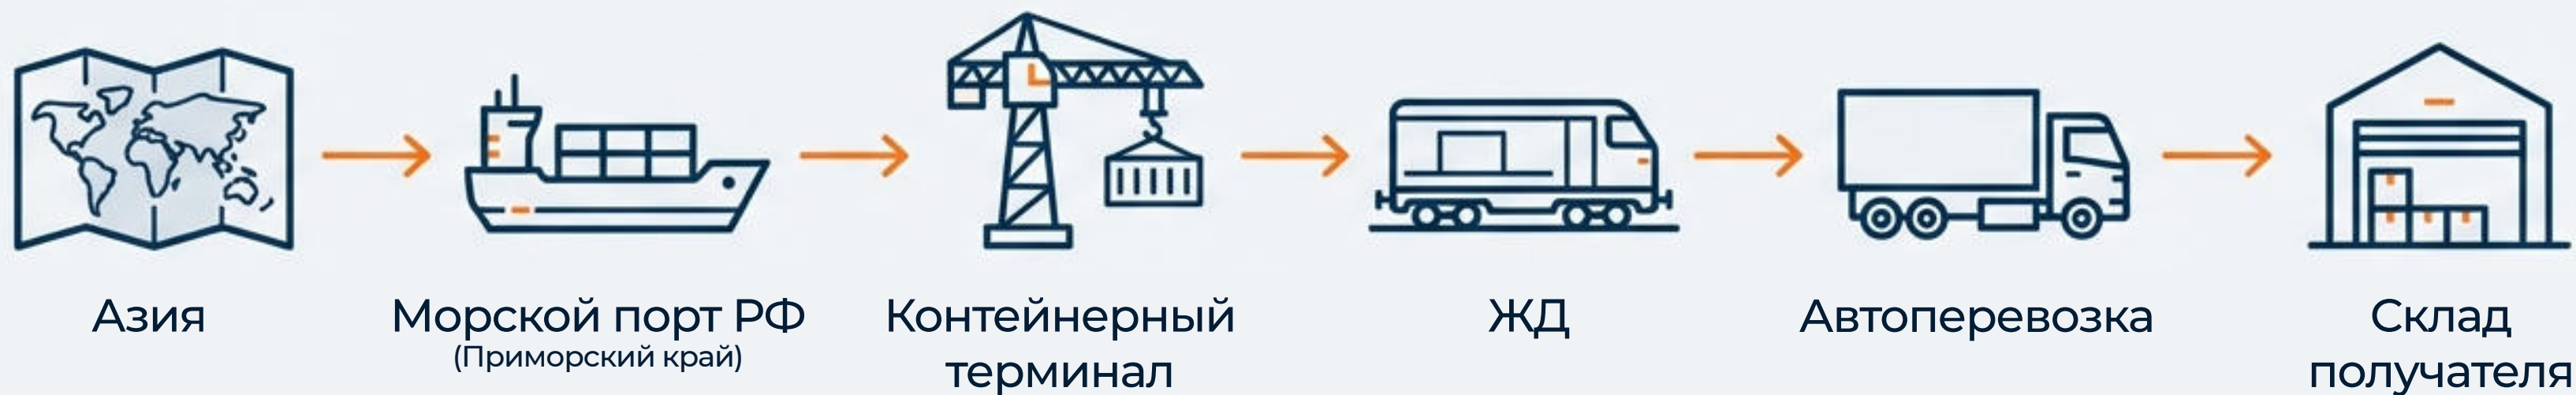 Азия
Морской порт РФ
(Приморский край)
Контейнерный
терминал
ЖД
Автоперевозка
Склад
получателя